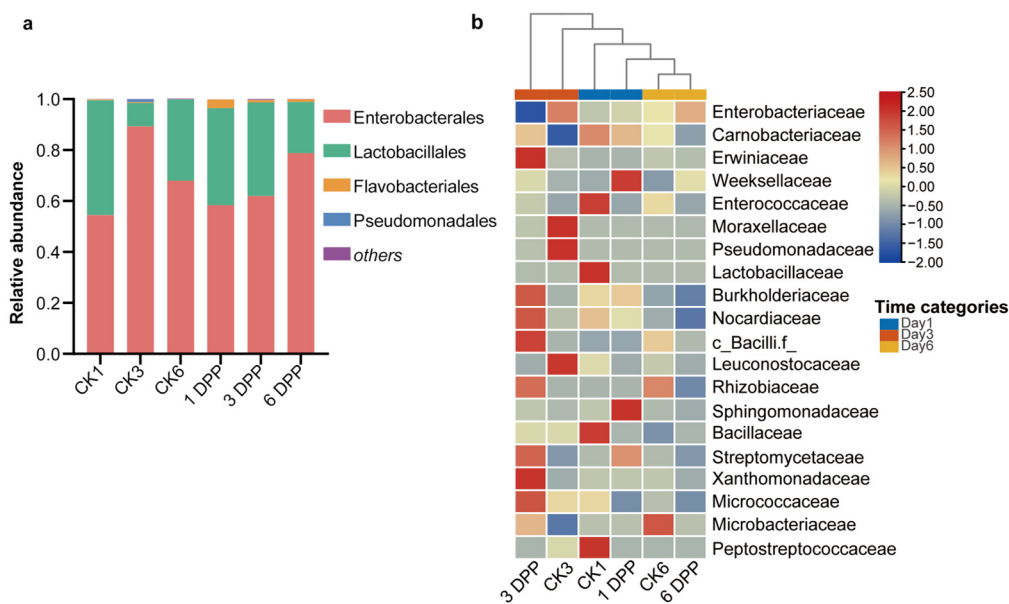 a
Relative abundance
1.0
0.8
0.6
0.4
0.2
0.0
CK1
CK3
CK6
1 DPP
3 DPP
6 DPP
Enterobacterales
Lactobacillales
Flavobacteriales
Pseudomonadales
others
b
Enterobacteriaceae
Carnobacteriaceae
Erwiniaceae
Weeksellaceae
Enterococcaceae
Moraxellaceae
Pseudomonadaceae
Lactobacillaceae
Burkholderiaceae
Nocardiaceae
c_Bacilli.f_
Leuconostocaceae
Rhizobiaceae
Sphingomonadaceae
Bacillaceae
Streptomycetaceae
Xanthomonadaceae
Micrococcaceae
Microbacteriaceae
Peptostreptococcaceae
3 DPP
CK3
CK1
1 DPP
CK6
6 DPP
2.50
2.00
1.50
1.00
0.50
0.00
−0.50
−1.00
−1.50
−2.00
Time categories
Day1
Day3
Day6